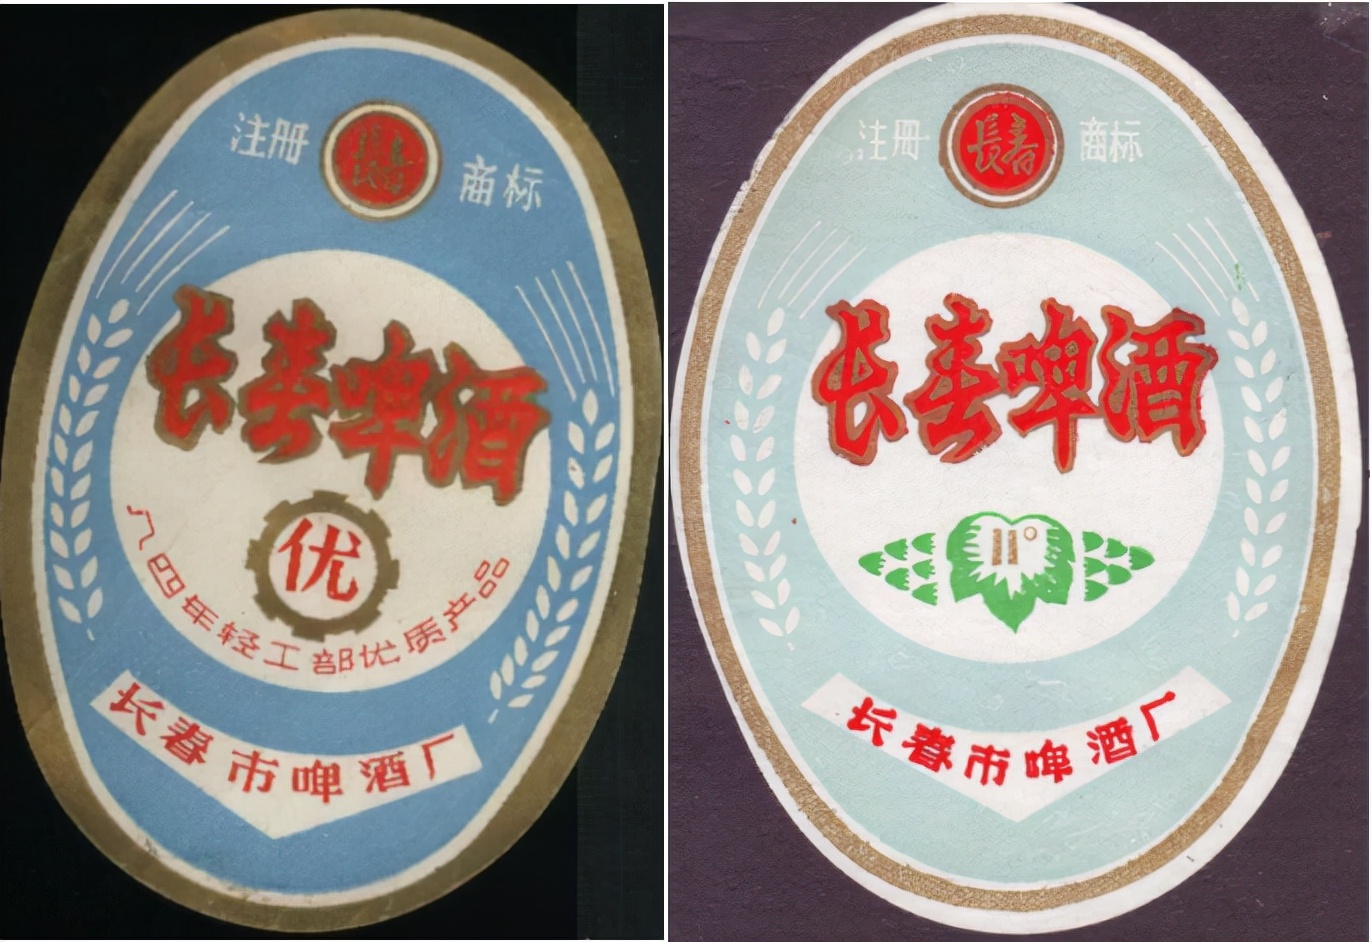 注册 長春 商标
长春啤酒
优
八四年轻工部优质产品
长春市啤酒厂
注册 長春 商标
长春啤酒
11°
长春市啤酒厂